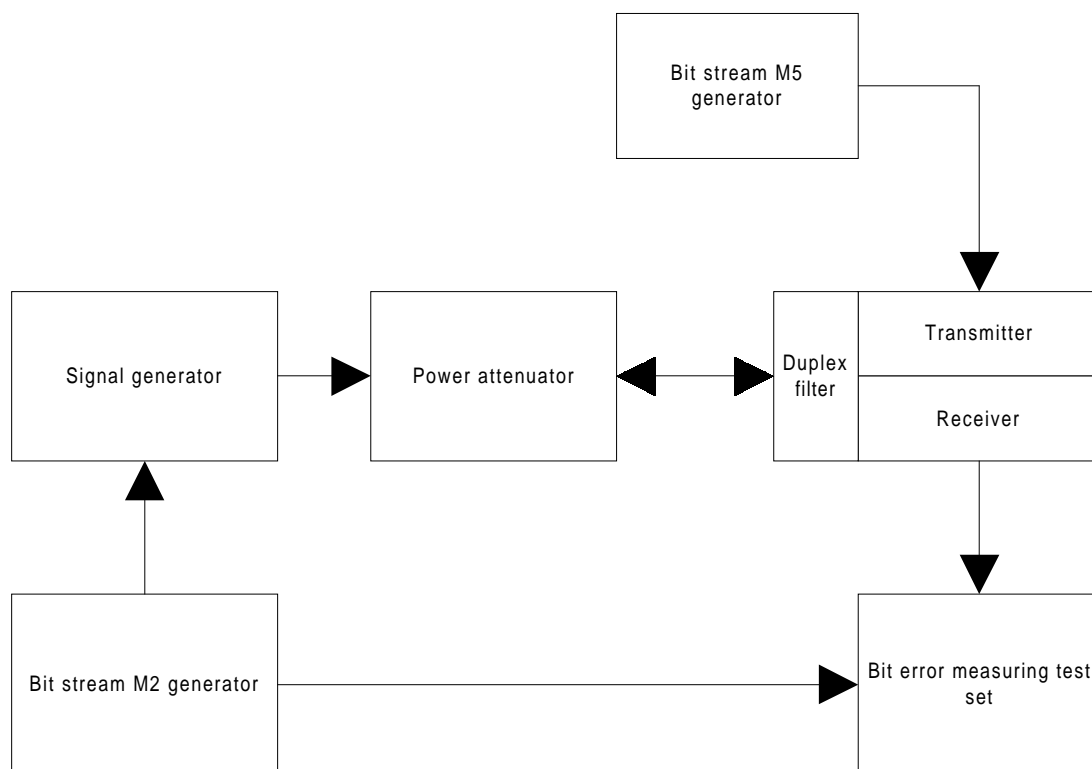 Bit stream M5
generator
Transmitter
Signal generator
Power attenuator
Duplex
filter
Receiver
Bit stream M2 generator
Bit error measuring test
set